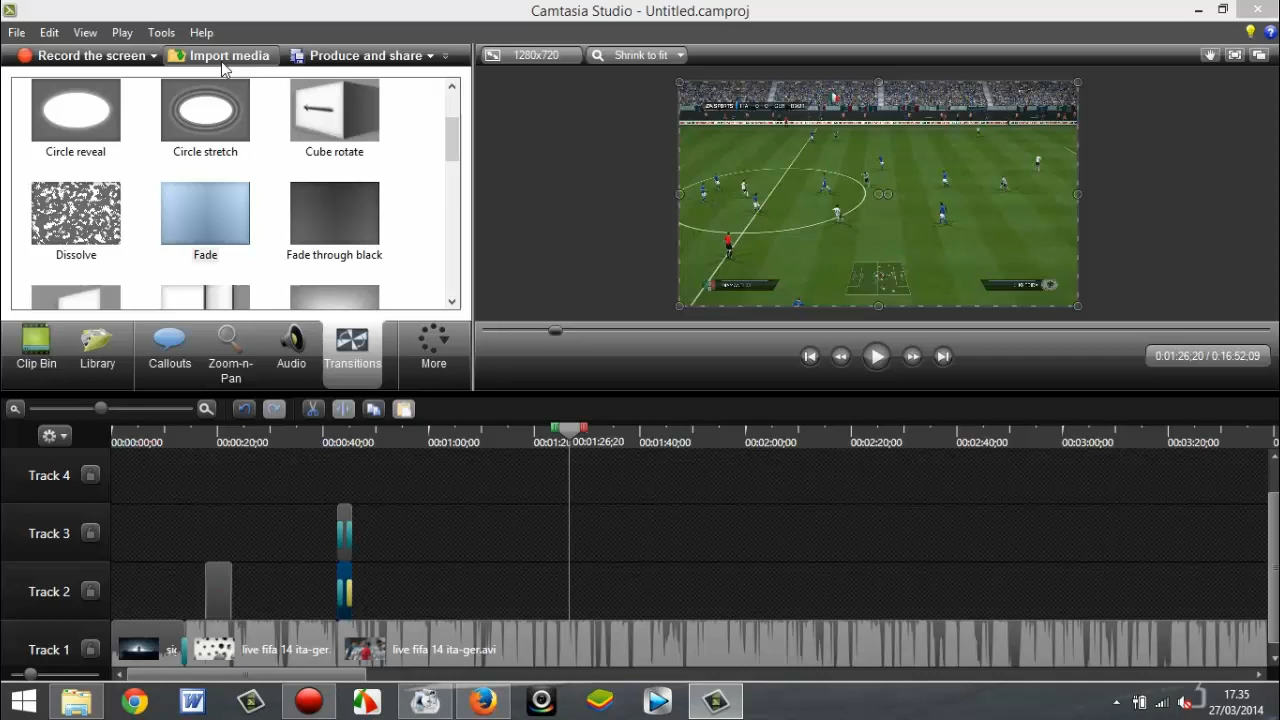 Camtasia Studio - Untitled.camproj
File Edit View Play Tools Help
Record the screen Import media Produce and share
1280x720 Shrink to fit
Circle reveal Circle stretch Cube rotate
Dissolve Fade Fade through black
Clip Bin Library Callouts Zoom-n-Pan Audio Transitions More
0:01:26;20 / 0:16:52;09
00:00:00;00 00:00:20;00 00:00:40;00 00:01:00;00 00:01:2 00:01:26;20 00:01:40;00 00:02:00;00 00:02:20;00 00:02:40;00 00:03:00;00 00:03:20;00
Track 4
Track 3
Track 2
Track 1 live fifa 14 ita-ger. live fifa 14 ita-ger.avi
17.35
27/03/2014